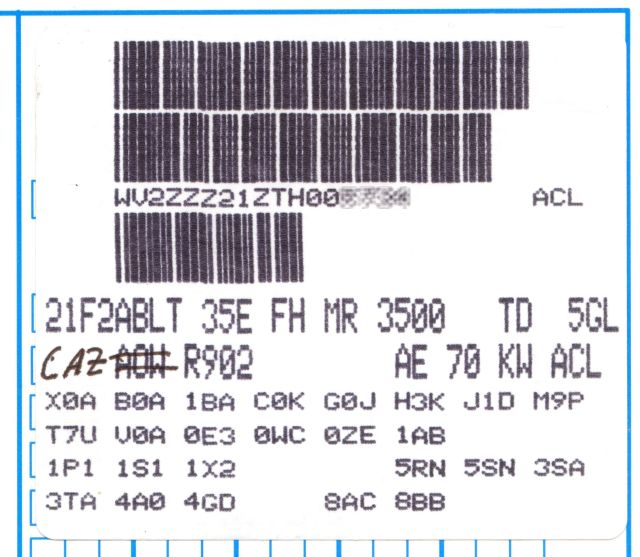 WV2ZZZ21ZTH00 ACL
21F2ABLT 35E FH MR 3500 TD 5GL
CAZ AOW R902 AE 70 KW ACL
X0A B0A 1BA C0K G0J H3K J1D M9P
T7U V0A 0E3 0WC 0ZE 1AB
1P1 1S1 1X2 5RN 5SN 3SA
3TA 4A0 4GD 8AC 8BB